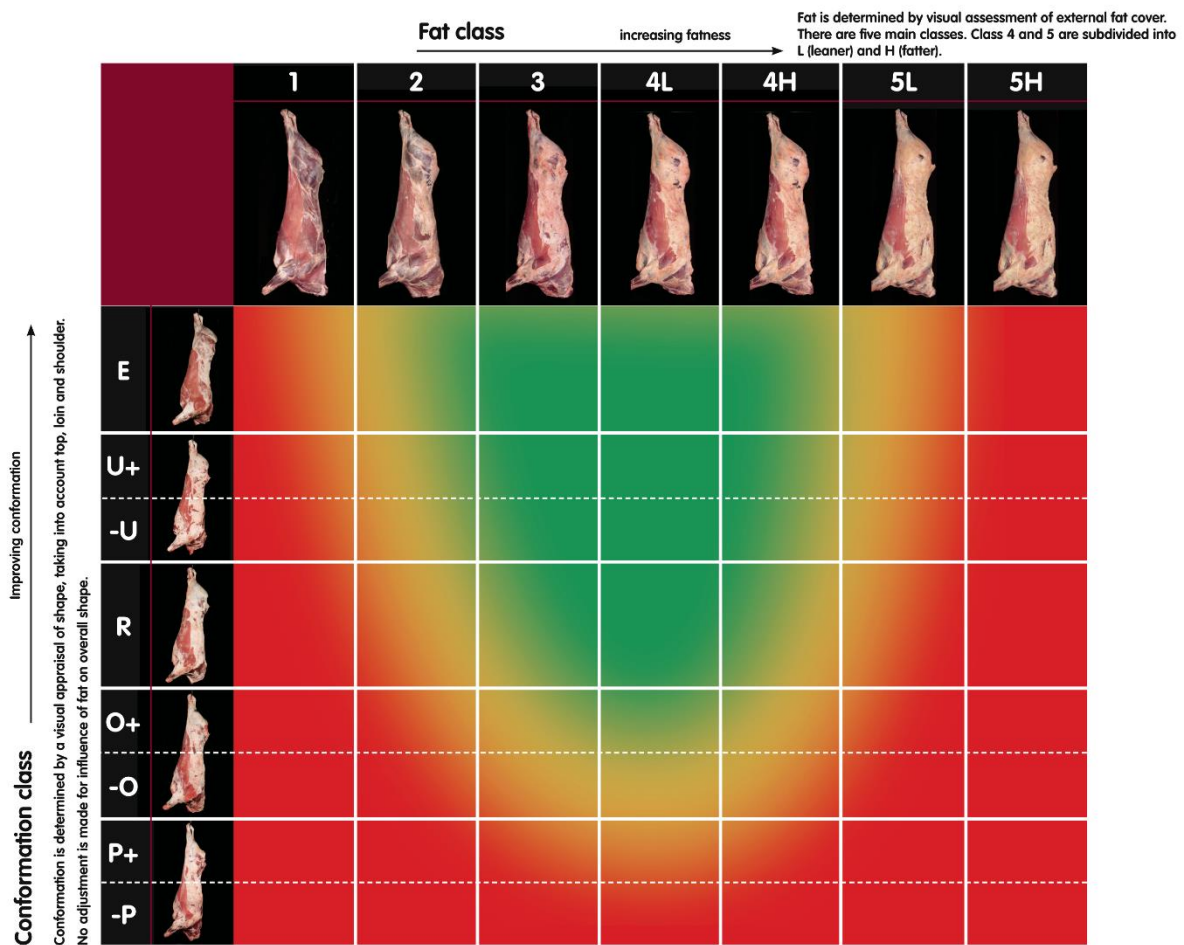 Fat class
increasing fatness
Fat is determined by visual assessment of external fat cover.
There are five main classes. Class 4 and 5 are subdivided into
L (leaner) and H (fatter).
1 2 3 4L 4H 5L 5H
E
U+
-U
R
O+
-O
P+
-P
Conformation class
Improving conformation
Conformation is determined by a visual appraisal of shape, taking into account top, loin and shoulder.
No adjustment is made for influence of fat on overall shape.